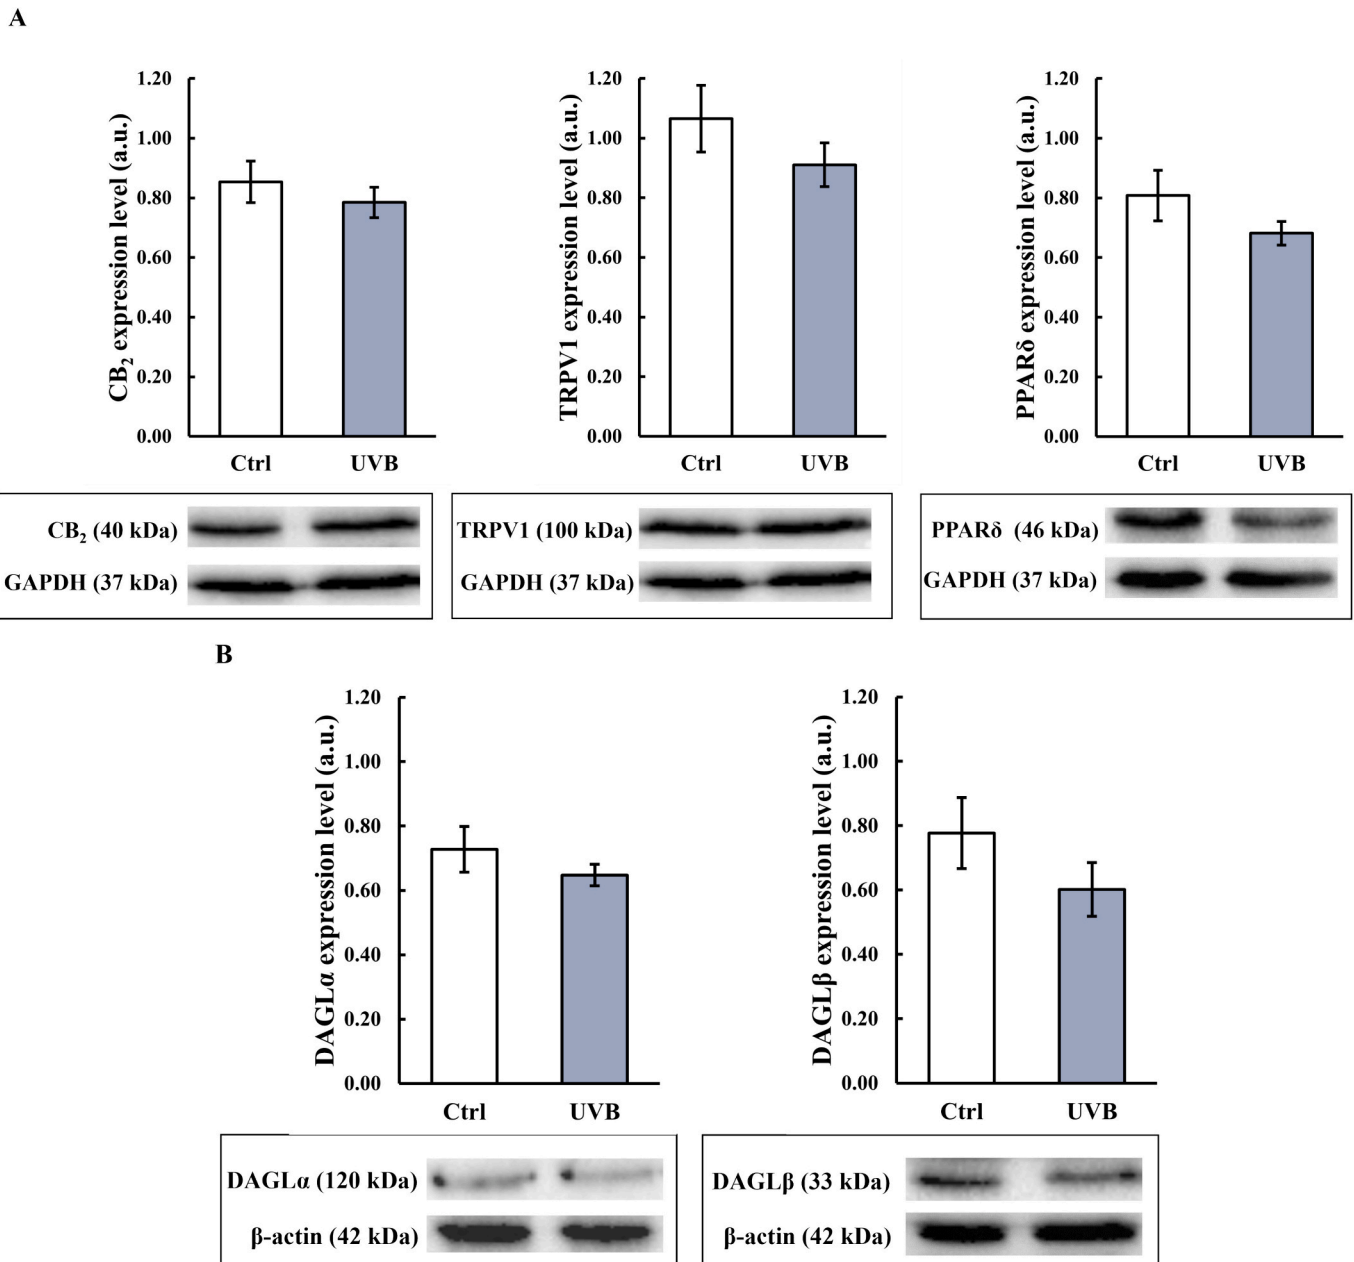 A
CB₂ expression level (a.u.)
1.20
1.00
0.80
0.60
0.40
0.20
0.00
Ctrl UVB
TRPV1 expression level (a.u.)
1.20
1.00
0.80
0.60
0.40
0.20
0.00
Ctrl UVB
PPARδ expression level (a.u.)
1.20
1.00
0.80
0.60
0.40
0.20
0.00
Ctrl UVB
CB₂ (40 kDa)
GAPDH (37 kDa)
TRPV1 (100 kDa)
GAPDH (37 kDa)
PPARδ (46 kDa)
GAPDH (37 kDa)
B
DAGLα expression level (a.u.)
1.20
1.00
0.80
0.60
0.40
0.20
0.00
Ctrl UVB
DAGLβ expression level (a.u.)
1.20
1.00
0.80
0.60
0.40
0.20
0.00
Ctrl UVB
DAGLα (120 kDa)
β-actin (42 kDa)
DAGLβ (33 kDa)
β-actin (42 kDa)